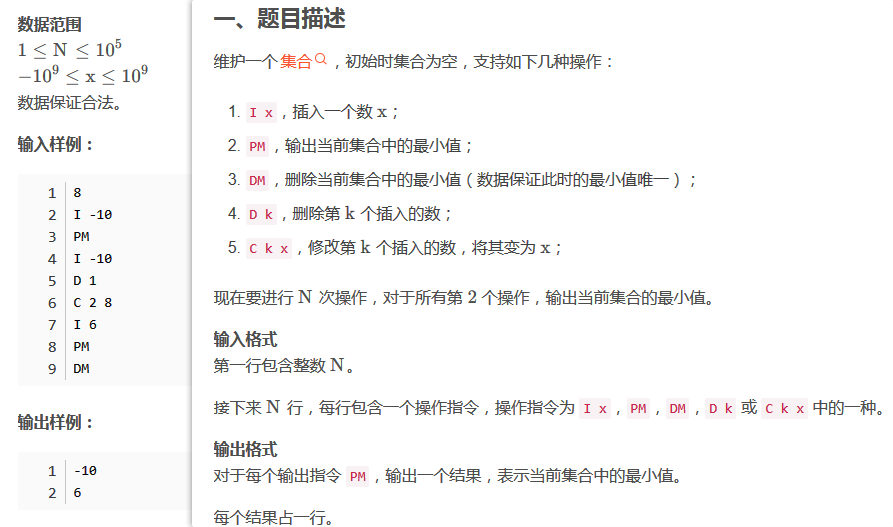 数据范围
1 ≤ N ≤ 10⁵
−10⁹ ≤ x ≤ 10⁹
数据保证合法。
输入样例：
1 8
2 I -10
3 PM
4 I -10
5 D 1
6 C 2 8
7 I 6
8 PM
9 DM
输出样例：
1 -10
2 6
一、题目描述
维护一个集合，初始时集合为空，支持如下几种操作：
1. I x，插入一个数 x；
2. PM，输出当前集合中的最小值；
3. DM，删除当前集合中的最小值（数据保证此时的最小值唯一）；
4. D k，删除第 k 个插入的数；
5. C k x，修改第 k 个插入的数，将其变为 x；
现在要进行 N 次操作，对于所有第 2 个操作，输出当前集合的最小值。
输入格式
第一行包含整数 N。
接下来 N 行，每行包含一个操作指令，操作指令为 I x，PM，DM，D k 或 C k x 中的一种。
输出格式
对于每个输出指令 PM，输出一个结果，表示当前集合中的最小值。
每个结果占一行。